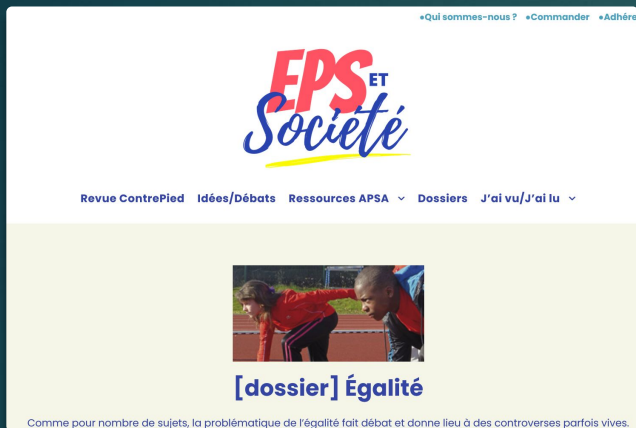 •Qui sommes-nous ? •Commander •Adhére
EPS ET
Société
Revue ContrePied Idées/Débats Ressources APSA Dossiers J'ai vu/J'ai lu
[dossier] Égalité
Comme pour nombre de sujets, la problématique de l'égalité fait débat et donne lieu à des controverses parfois vives.